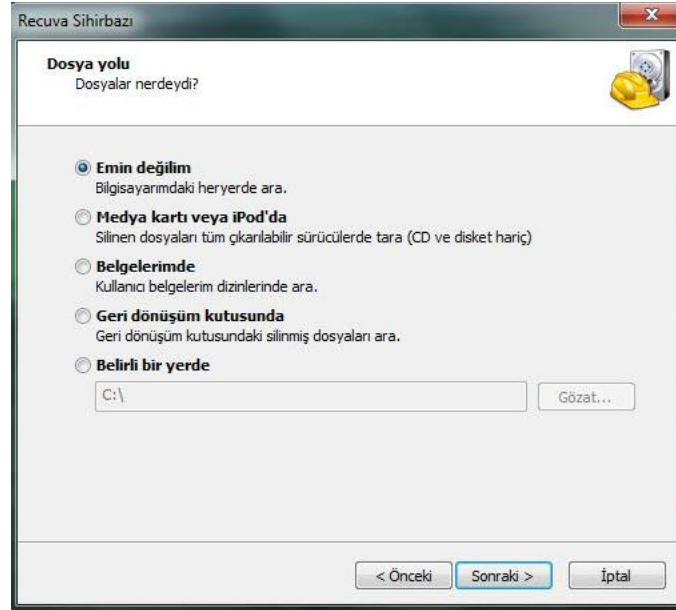 Recuva Sihirbazı
Dosya yolu
Dosyalar nerdeydi?
Emin değilim
Bilgisayarımdaki heryerde ara.
Medya kartı veya iPod'da
Silinen dosyaları tüm çıkarılabilir sürücülerde tara (CD ve disket hariç)
Belgelerimde
Kullanıcı belgelerim dizinlerinde ara.
Geri dönüşüm kutusunda
Geri dönüşüm kutusundaki silinmiş dosyaları ara.
Belirli bir yerde
C:\ Gözat...
< Önceki Sonraki > İptal